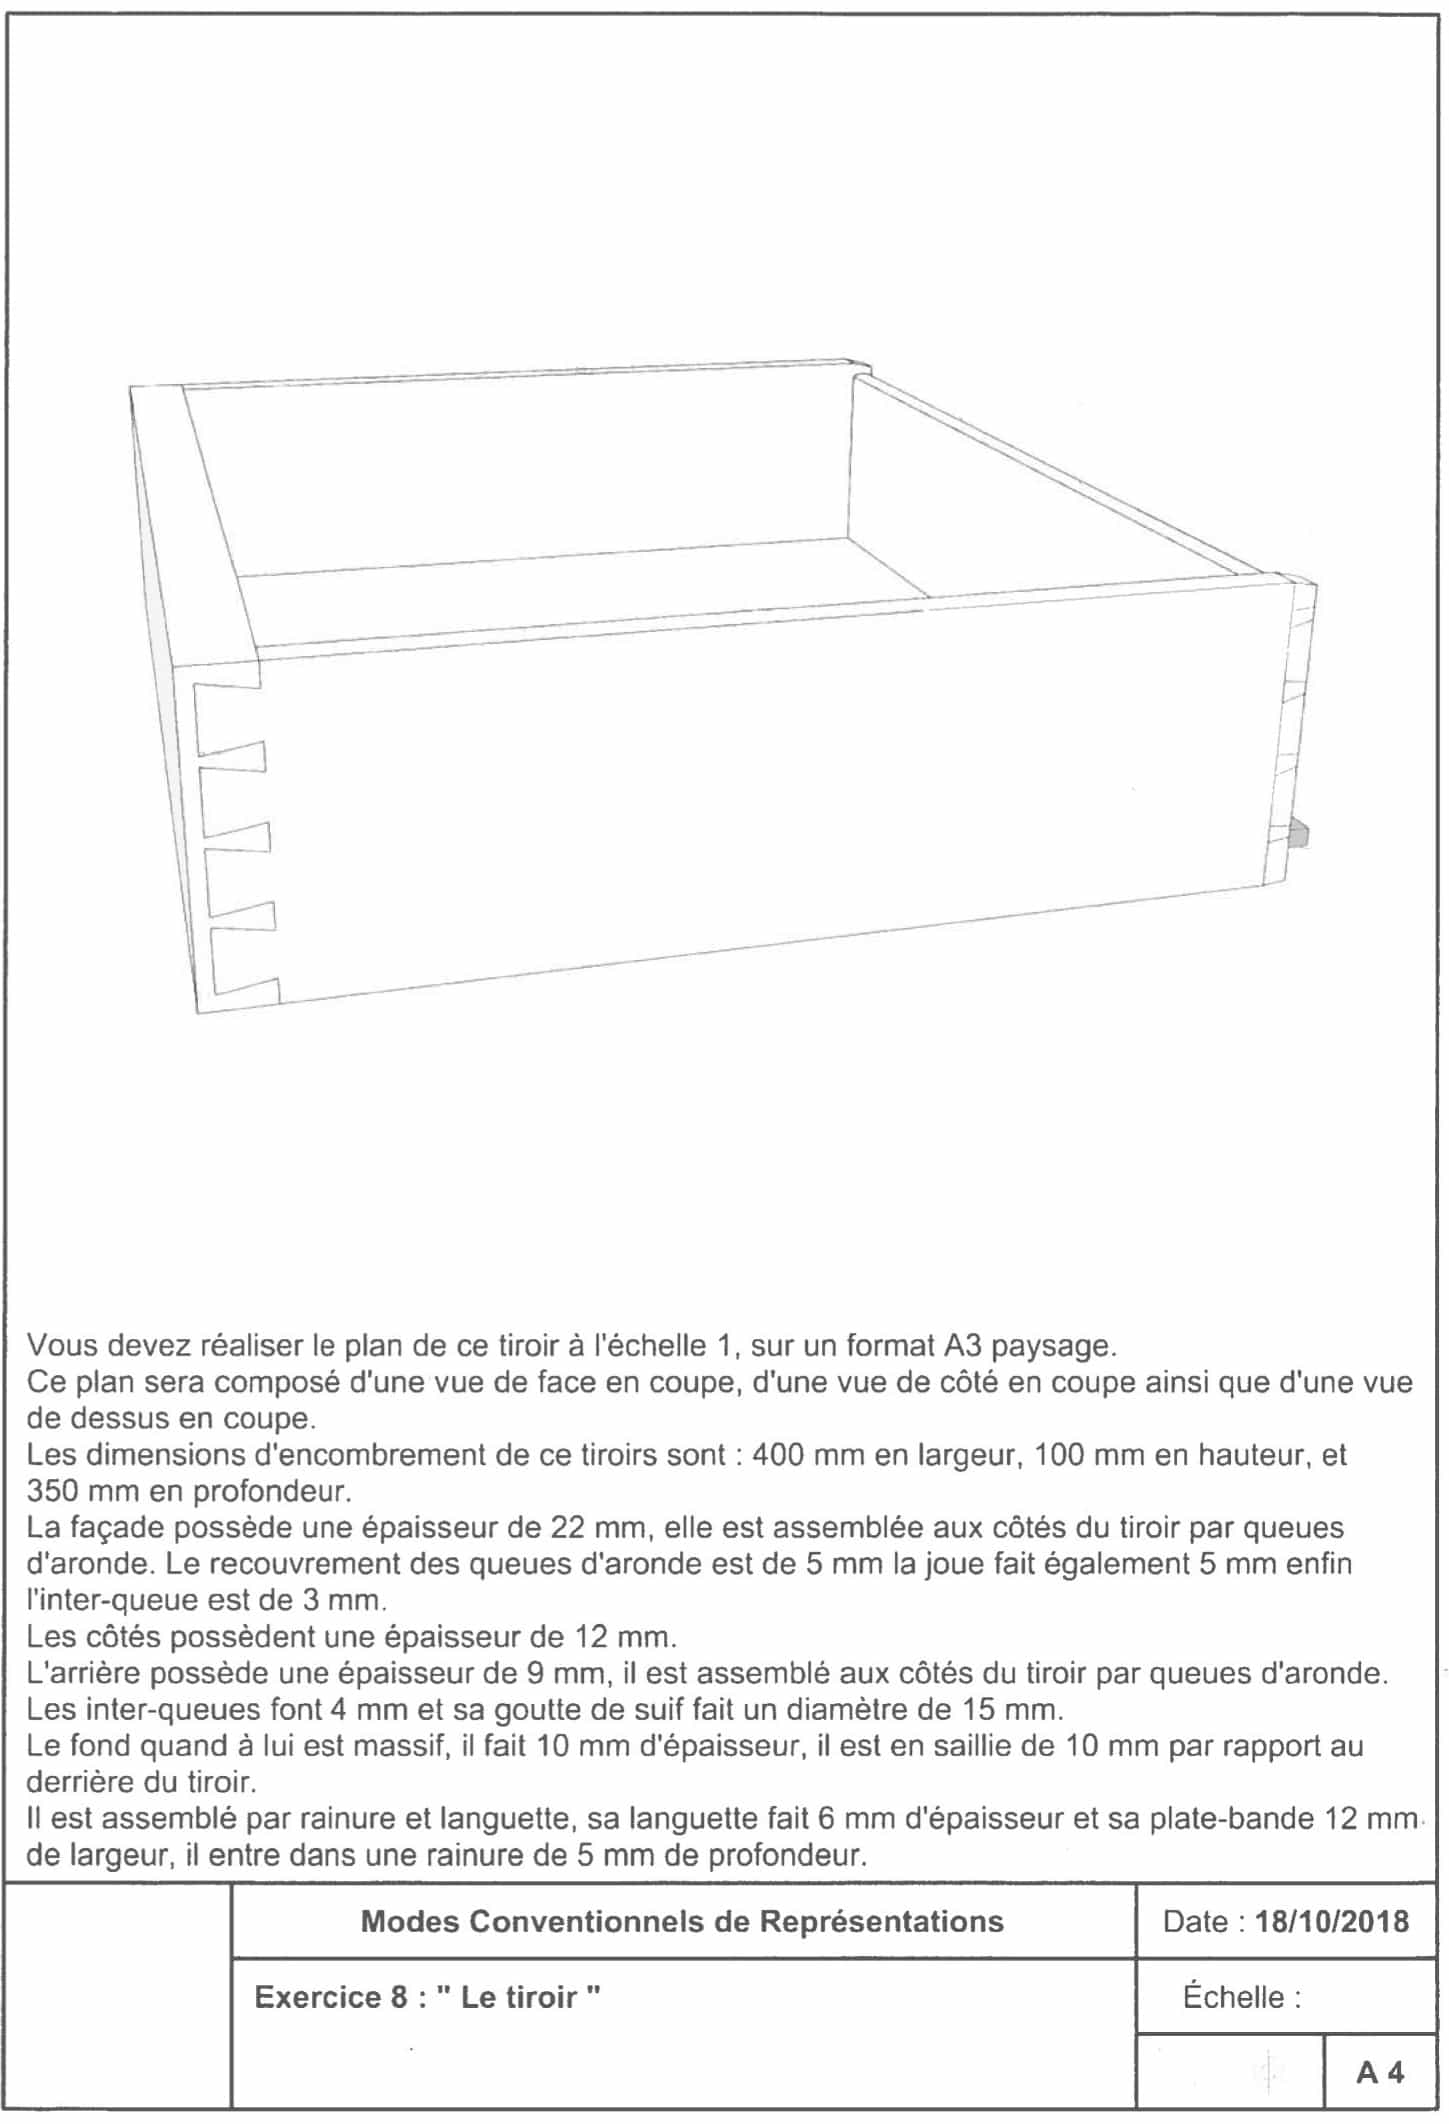 Vous devez réaliser le plan de ce tiroir à l'échelle 1, sur un format A3 paysage.
Ce plan sera composé d'une vue de face en coupe, d'une vue de côté en coupe ainsi que d'une vue
de dessus en coupe.
Les dimensions d'encombrement de ce tiroirs sont : 400 mm en largeur, 100 mm en hauteur, et
350 mm en profondeur.
La façade possède une épaisseur de 22 mm, elle est assemblée aux côtés du tiroir par queues
d'aronde. Le recouvrement des queues d'aronde est de 5 mm la joue fait également 5 mm enfin
l'inter-queue est de 3 mm.
Les côtés possèdent une épaisseur de 12 mm.
L'arrière possède une épaisseur de 9 mm, il est assemblé aux côtés du tiroir par queues d'aronde.
Les inter-queues font 4 mm et sa goutte de suif fait un diamètre de 15 mm.
Le fond quand à lui est massif, il fait 10 mm d'épaisseur, il est en saillie de 10 mm par rapport au
derrière du tiroir.
Il est assemblé par rainure et languette, sa languette fait 6 mm d'épaisseur et sa plate-bande 12 mm
de largeur, il entre dans une rainure de 5 mm de profondeur.
Modes Conventionnels de Représentations
Date : 18/10/2018
Exercice 8 : " Le tiroir "
Échelle :
A 4